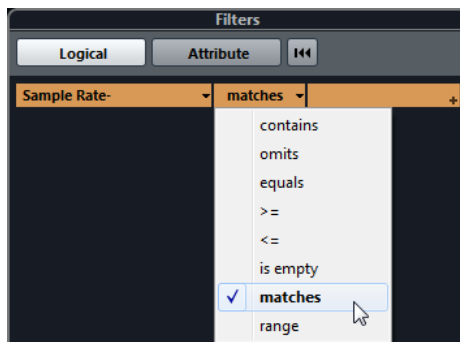 Filters
Logical Attribute
Sample Rate- matches +
contains
omits
equals
>=
<=
is empty
✓ matches
range